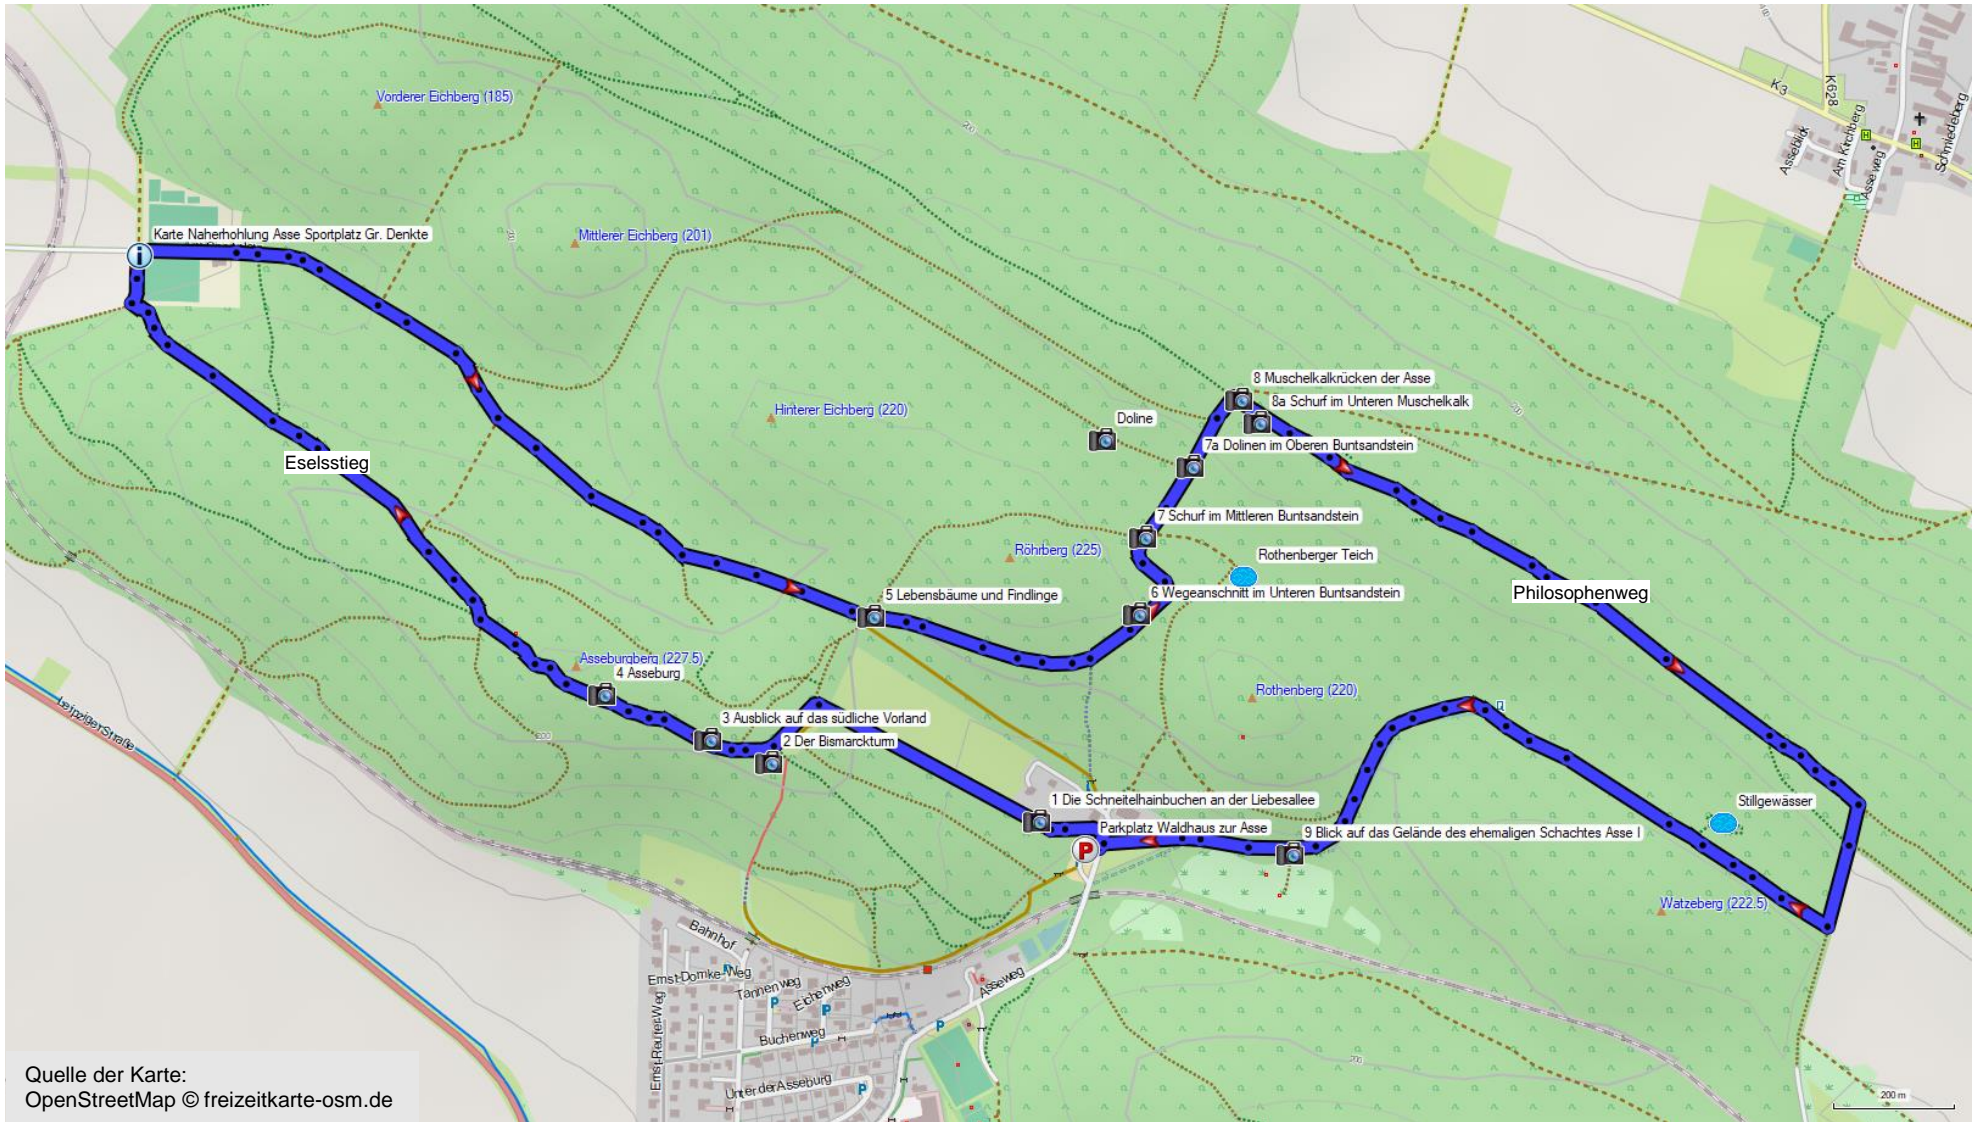 Vorderer Eichberg (185)
K3
K628
Asseblick
Am Kirchberg
Asseweg
Schmiedeberg
200
Karte Naherhohlung Asse Sportplatz Gr. Denkte
Mittlerer Eichberg (201)
200
8 Muschelkalkrücken der Asse
8a Schurf im Unteren Muschelkalk
Hinterer Eichberg (220)
Doline
200
7a Dolinen im Oberen Buntsandstein
Eselsstieg
7 Schurf im Mittleren Buntsandstein
Röhrberg (225)
Rothenberger Teich
5 Lebensbäume und Findlinge
6 Wegeanschnitt im Unteren Buntsandstein
Philosophenweg
Asseburgberg (227.5)
4 Asseburg
Rothenberg (220)
Leipziger Straße
3 Ausblick auf das südliche Vorland
200
2 Der Bismarckturm
1 Die Schneitelhainbuchen an der Liebesallee
Stillgewässer
Parkplatz Waldhaus zur Asse
9 Blick auf das Gelände des ehemaligen Schachtes Asse I
P
Watzeberg (222.5)
Bahnhof
Ernst-Domke-Weg
Tannenweg
Eichenweg
Asseweg
Ernst-Reuter-Weg
Buchenweg
Unter der Asseburg
200
Quelle der Karte:
OpenStreetMap © freizeitkarte-osm.de
200 m